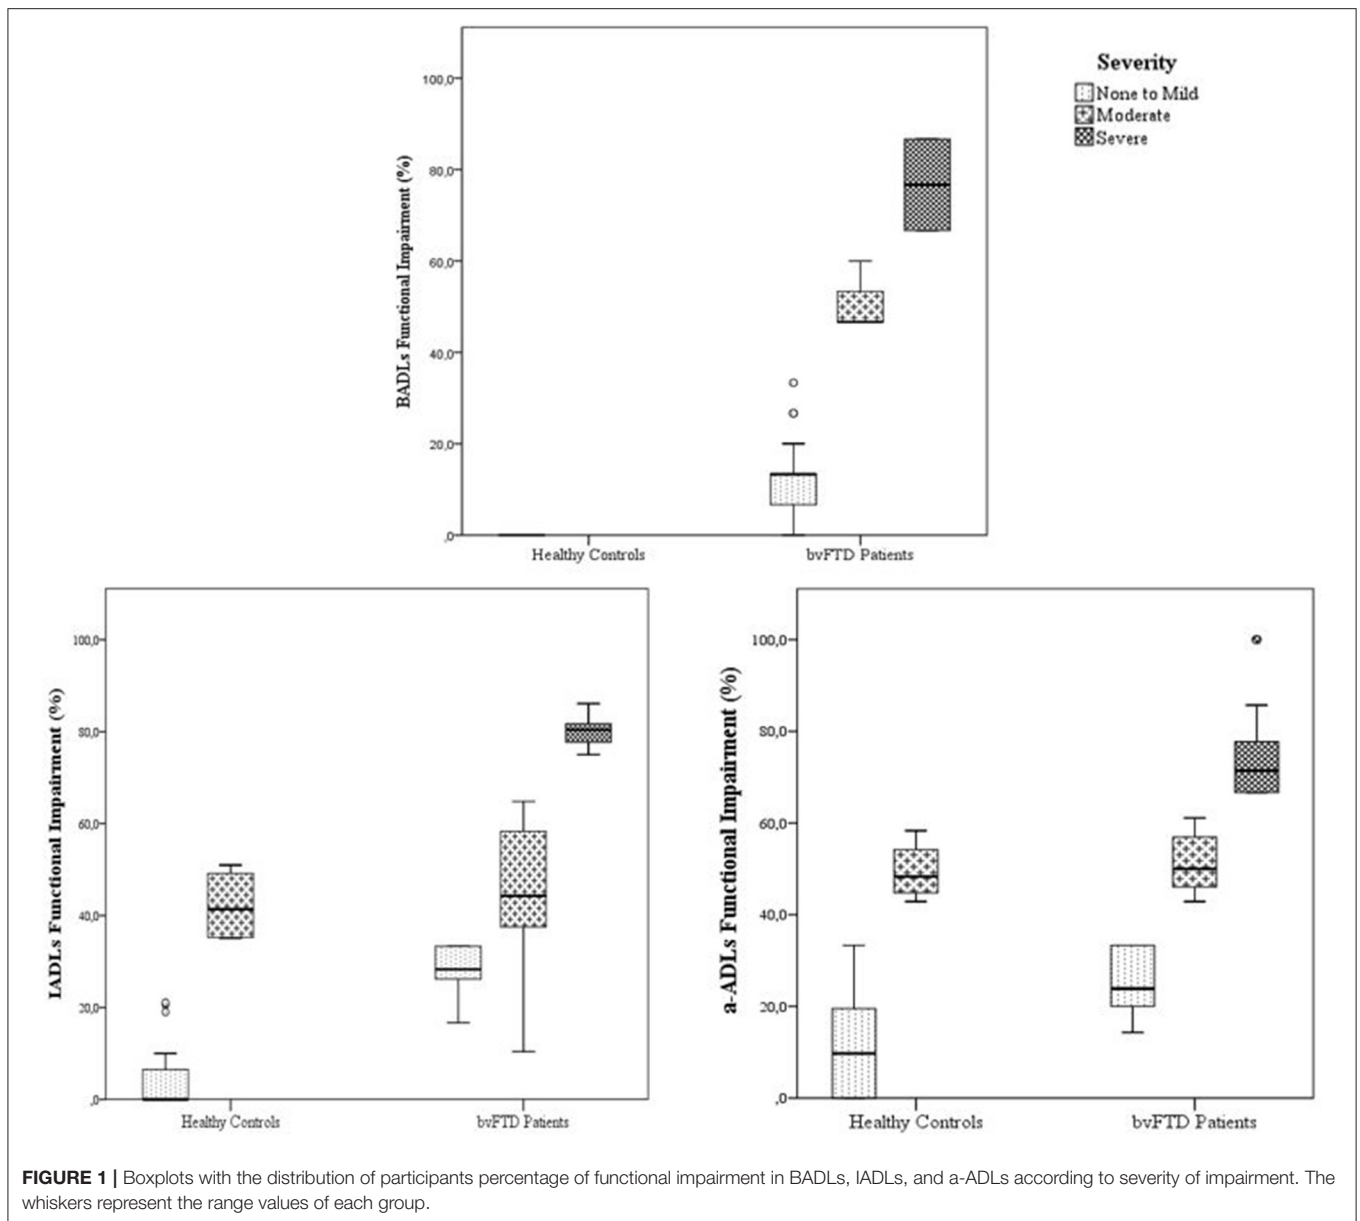 Severity
None to Mild
Moderate
Severe
BADLs Functional Impairment (%)
100,0
80,0
60,0
40,0
20,0
,0
Healthy Controls
bvFTD Patients
IADLs Functional Impairment (%)
100,0
80,0
60,0
40,0
20,0
,0
Healthy Controls
bvFTD Patients
a-ADLs Functional Impairment (%)
100,0
80,0
60,0
40,0
20,0
,0
Healthy Controls
bvFTD Patients
FIGURE 1 | Boxplots with the distribution of participants percentage of functional impairment in BADLs, IADLs, and a-ADLs according to severity of impairment. The
whiskers represent the range values of each group.